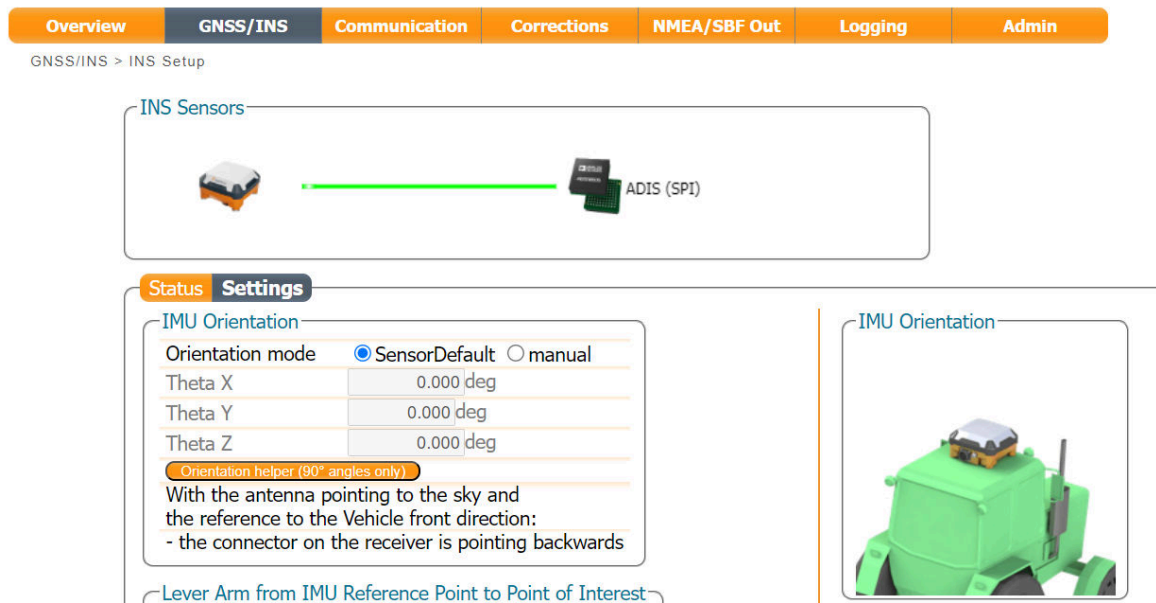 Overview GNSS/INS Communication Corrections NMEA/SBF Out Logging Admin
GNSS/INS > INS Setup
INS Sensors
ADIS (SPI)
Status Settings
IMU Orientation
Orientation mode SensorDefault manual
Theta X 0.000 deg
Theta Y 0.000 deg
Theta Z 0.000 deg
Orientation helper (90° angles only)
With the antenna pointing to the sky and
the reference to the Vehicle front direction:
- the connector on the receiver is pointing backwards
IMU Orientation
Lever Arm from IMU Reference Point to Point of Interest